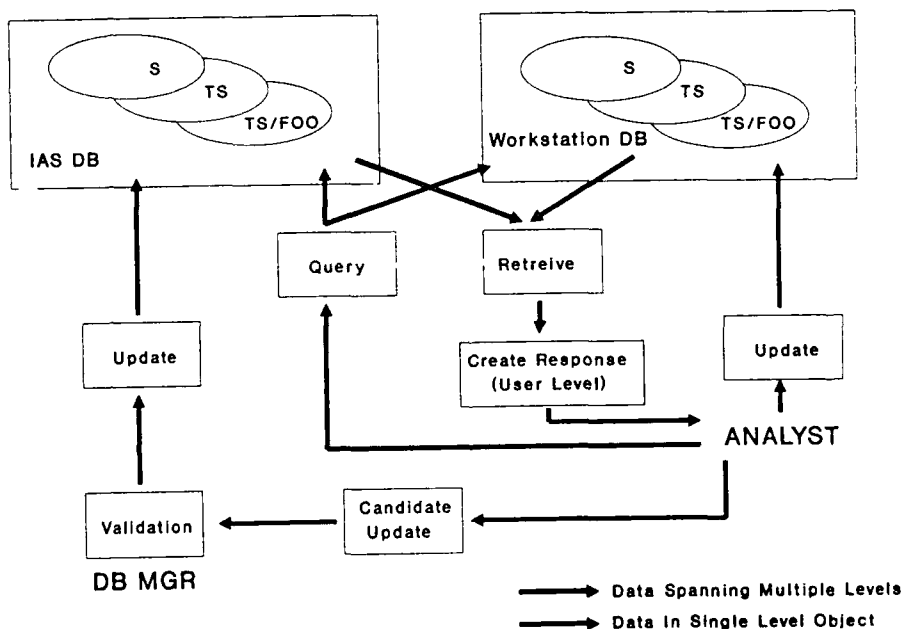 S
TS
TS/FOO
IAS DB
S
TS
TS/FOO
Workstation DB
Query
Retreive
Update
Create Response
(User Level)
Update
ANALYST
Validation
Candidate
Update
DB MGR
Data Spanning Multiple Levels
Data In Single Level Object